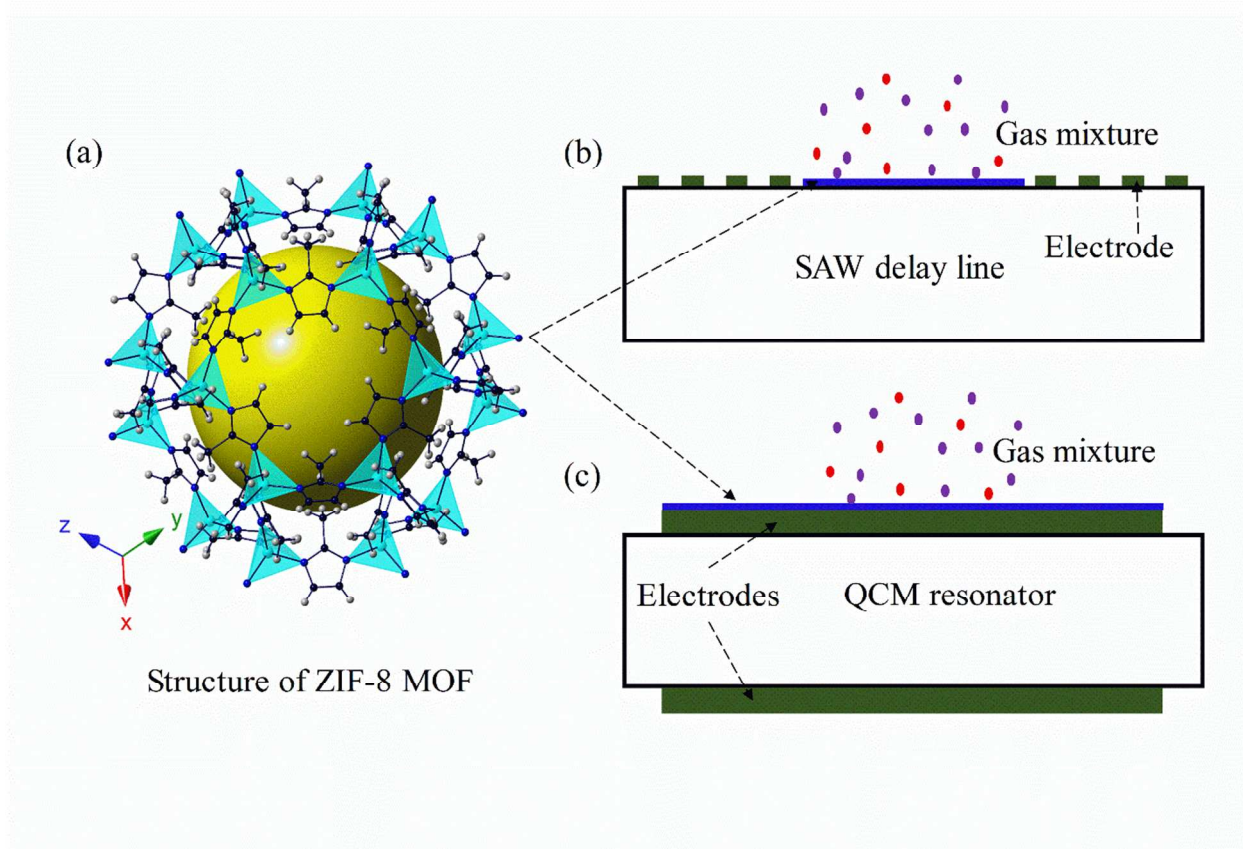 (a)
z
y
x
Structure of ZIF-8 MOF
(b)
Gas mixture
Electrode
SAW delay line
(c)
Gas mixture
Electrodes
QCM resonator